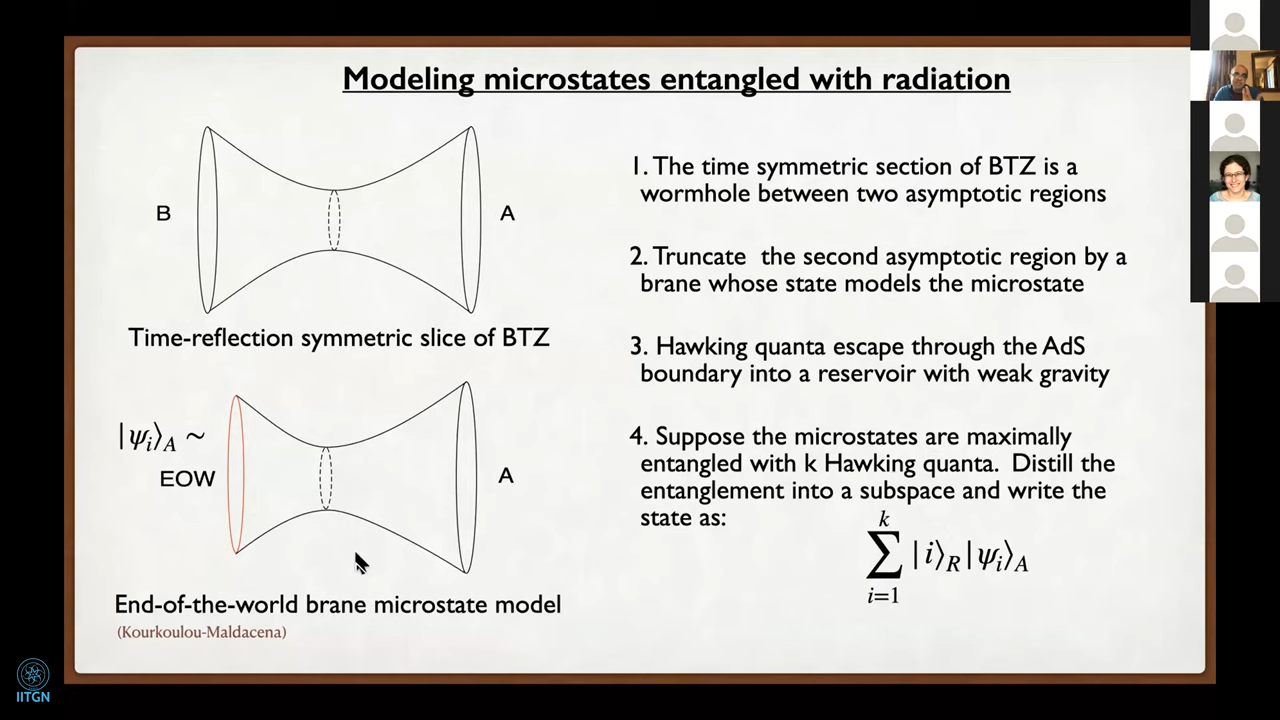 Modeling microstates entangled with radiation
B
A
Time-reflection symmetric slice of BTZ
|ψᵢ⟩_A ∼
EOW
A
End-of-the-world brane microstate model
(Kourkoulou-Maldacena)
1. The time symmetric section of BTZ is a
wormhole between two asymptotic regions
2. Truncate the second asymptotic region by a
brane whose state models the microstate
3. Hawking quanta escape through the AdS
boundary into a reservoir with weak gravity
4. Suppose the microstates are maximally
entangled with k Hawking quanta. Distill the
entanglement into a subspace and write the
state as:
k
∑ |i⟩_R|ψᵢ⟩_A
i=1
IITGN